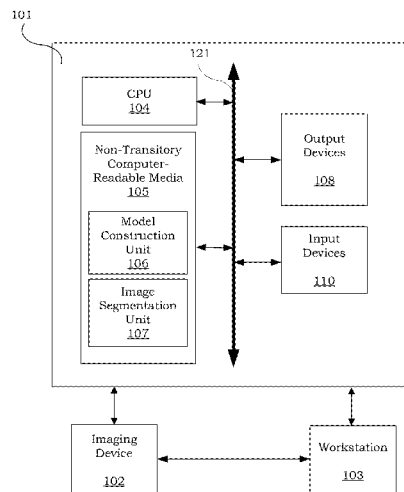 101
121
CPU
104
Non-Transitory
Computer-
Readable Media
105
Model
Construction
Unit
106
Image
Segmentation
Unit
107
Output
Devices
108
Input
Devices
110
Imaging
Device
102
Workstation
103